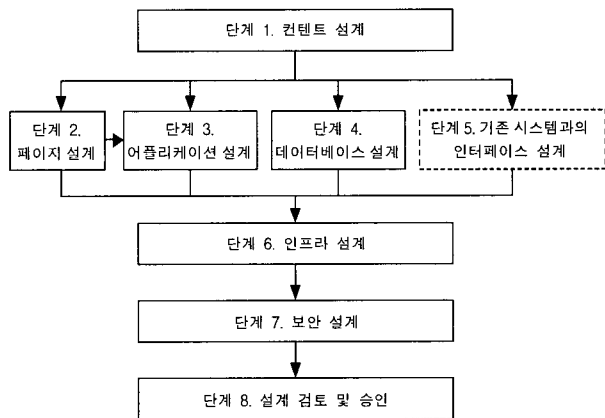 단계 1. 컨텐트 설계
단계 2.
페이지 설계
단계 3.
어플리케이션 설계
단계 4.
데이터베이스 설계
단계 5. 기존 시스템과의
인터페이스 설계
단계 6. 인프라 설계
단계 7. 보안 설계
단계 8. 설계 검토 및 승인